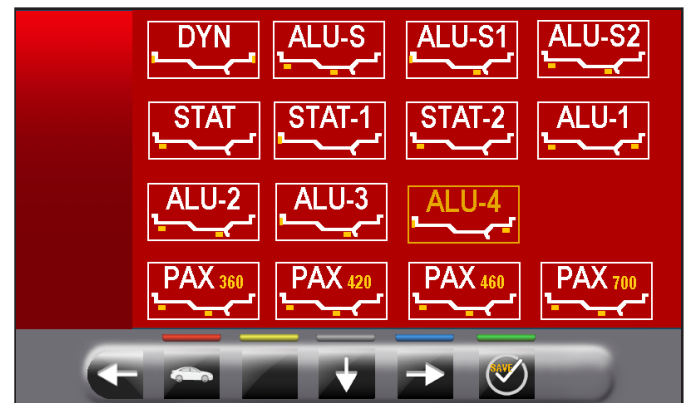 DYN ALU-S ALU-S1 ALU-S2
STAT STAT-1 STAT-2 ALU-1
ALU-2 ALU-3 ALU-4
PAX 360 PAX 420 PAX 460 PAX 700
SAVE